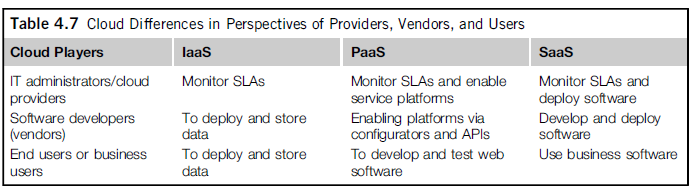 Table 4.7 Cloud Differences in Perspectives of Providers, Vendors, and Users
Cloud Players IaaS PaaS SaaS
IT administrators/cloud Monitor SLAs Monitor SLAs and enable Monitor SLAs and
providers service platforms deploy software
Software developers To deploy and store Enabling platforms via Develop and deploy
(vendors) data configurators and APIs software
End users or business To deploy and store To develop and test web Use business software
users data software